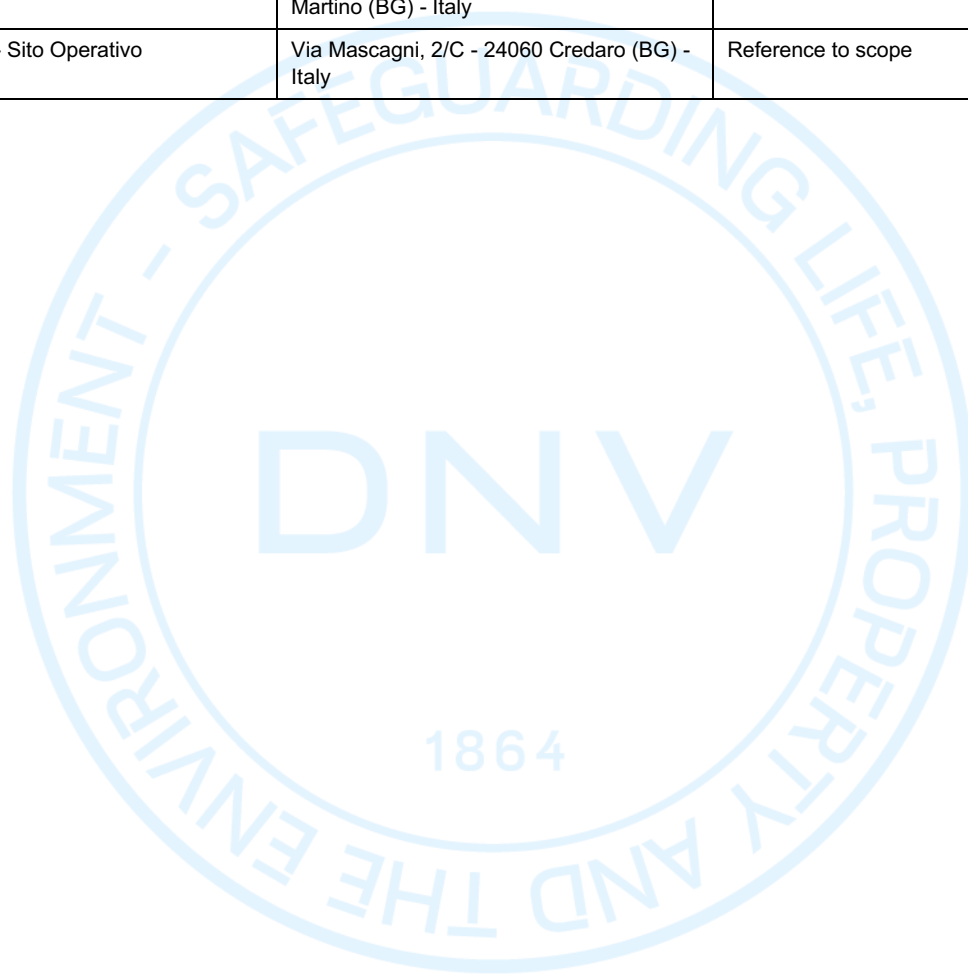 Martino (BG) - Italy
- Sito Operativo
Via Mascagni, 2/C - 24060 Credaro (BG) -
Italy
Reference to scope
SAFEGUARDING LIFE, PROPERTY AND THE ENVIRONMENT -
DNV
1864